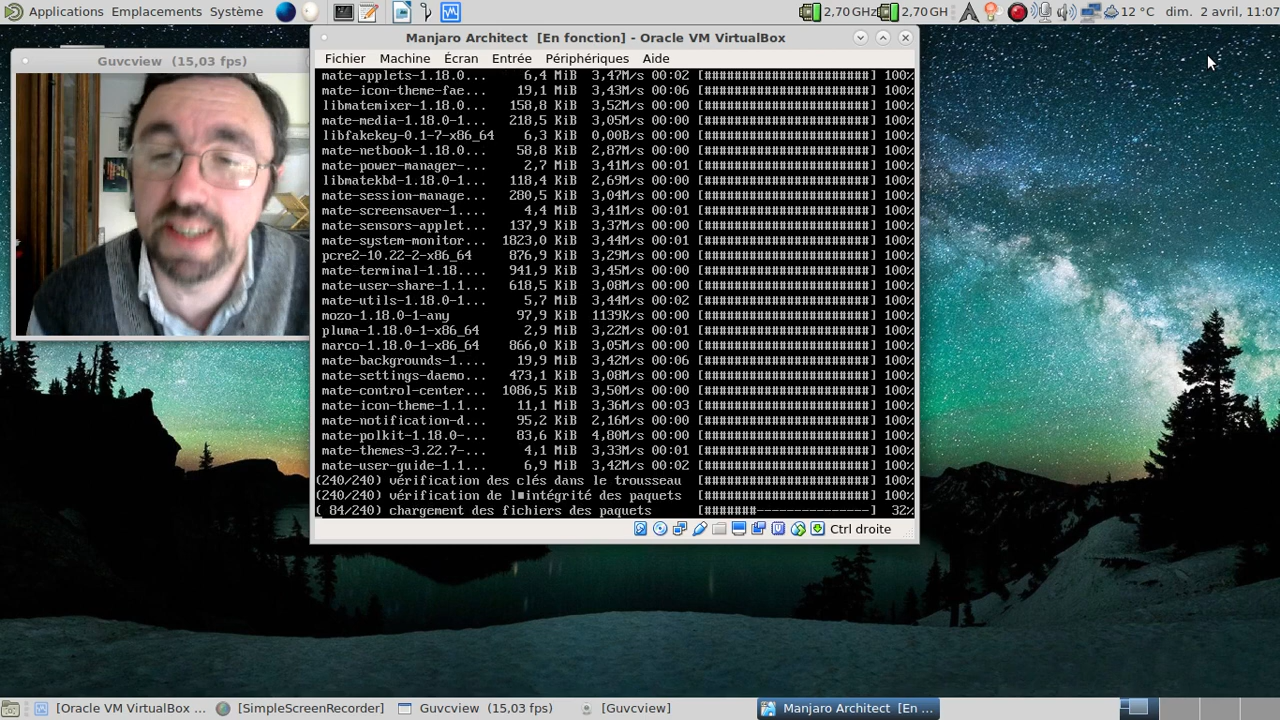 Applications Emplacements Système 2,70 GHz 2,70 GH 12 °C dim. 2 avril, 11:07
Guvcview (15,03 fps)
Manjaro Architect [En fonction] - Oracle VM VirtualBox
Fichier Machine Écran Entrée Périphériques Aide
mate-applets-1.18.0... 6,4 MiB 3,47M/s 00:02 [#######################] 100%
mate-icon-theme-fae... 19,1 MiB 3,43M/s 00:06 [#######################] 100%
libmatemixer-1.18.0... 158,8 KiB 3,52M/s 00:00 [#######################] 100%
mate-media-1.18.0-1... 218,5 KiB 3,05M/s 00:00 [#######################] 100%
libfakekey-0.1-7-x86_64 6,3 KiB 0,00B/s 00:00 [#######################] 100%
mate-netbook-1.18.0... 58,8 KiB 2,87M/s 00:00 [#######################] 100%
mate-power-manager-... 2,7 MiB 3,41M/s 00:01 [#######################] 100%
libmatekbd-1.18.0-1... 118,4 KiB 2,69M/s 00:00 [#######################] 100%
mate-session-manage... 280,5 KiB 3,04M/s 00:00 [#######################] 100%
mate-screensaver-1.... 4,4 MiB 3,41M/s 00:01 [#######################] 100%
mate-sensors-applet... 137,9 KiB 3,37M/s 00:00 [#######################] 100%
mate-system-monitor... 1823,0 KiB 3,44M/s 00:01 [#######################] 100%
pcre2-10.22-2-x86_64 876,9 KiB 3,29M/s 00:00 [#######################] 100%
mate-terminal-1.18.... 941,9 KiB 3,45M/s 00:00 [#######################] 100%
mate-user-share-1.1... 618,5 KiB 3,08M/s 00:00 [#######################] 100%
mate-utils-1.18.0-1... 5,7 MiB 3,44M/s 00:02 [#######################] 100%
mozo-1.18.0-1-any 97,9 KiB 1139K/s 00:00 [#######################] 100%
pluma-1.18.0-1-x86_64 2,9 MiB 3,22M/s 00:01 [#######################] 100%
marco-1.18.0-1-x86_64 866,0 KiB 3,05M/s 00:00 [#######################] 100%
mate-backgrounds-1.... 19,9 MiB 3,42M/s 00:06 [#######################] 100%
mate-settings-daemo... 473,1 KiB 3,08M/s 00:00 [#######################] 100%
mate-control-center... 1086,5 KiB 3,50M/s 00:00 [#######################] 100%
mate-icon-theme-1.1... 11,1 MiB 3,36M/s 00:03 [#######################] 100%
mate-notification-d... 95,2 KiB 2,16M/s 00:00 [#######################] 100%
mate-polkit-1.18.0-... 83,6 KiB 4,80M/s 00:00 [#######################] 100%
mate-themes-3.22.7-... 4,1 MiB 3,33M/s 00:01 [#######################] 100%
mate-user-guide-1.1... 6,9 MiB 3,42M/s 00:02 [#######################] 100%
(240/240) vérification des clés dans le trousseau [#######################] 100%
(240/240) vérification de l■intégrité des paquets [#######################] 100%
( 84/240) chargement des fichiers des paquets [#######----------------] 32%
Ctrl droite
[Oracle VM VirtualBox ... [SimpleScreenRecorder] Guvcview (15,03 fps) [Guvcview] Manjaro Architect [En ...